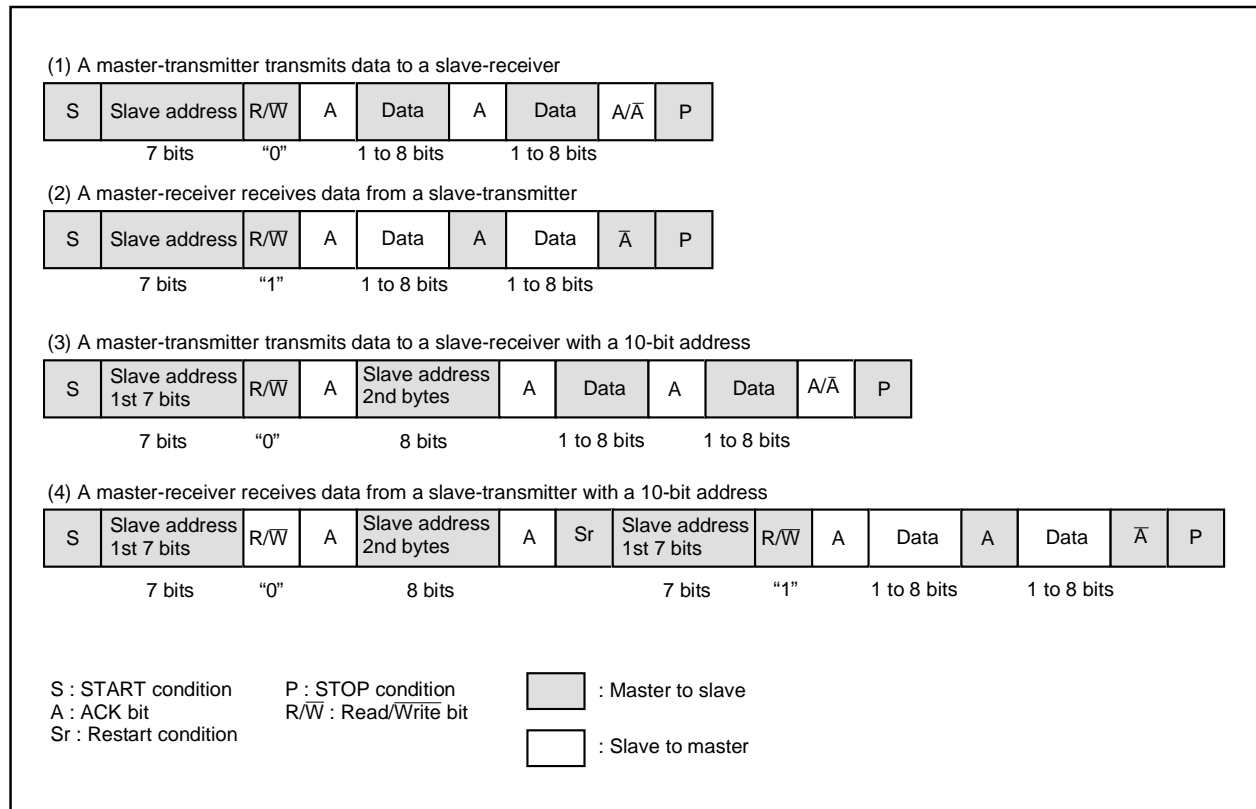 (1) A master-transmitter transmits data to a slave-receiver
S Slave address R/W̅ A Data A Data A/A̅ P
7 bits “0” 1 to 8 bits 1 to 8 bits
(2) A master-receiver receives data from a slave-transmitter
S Slave address R/W̅ A Data A Data A̅ P
7 bits “1” 1 to 8 bits 1 to 8 bits
(3) A master-transmitter transmits data to a slave-receiver with a 10-bit address
S Slave address 1st 7 bits R/W̅ A Slave address 2nd bytes A Data A Data A/A̅ P
7 bits “0” 8 bits 1 to 8 bits 1 to 8 bits
(4) A master-receiver receives data from a slave-transmitter with a 10-bit address
S Slave address 1st 7 bits R/W̅ A Slave address 2nd bytes A Sr Slave address 1st 7 bits R/W̅ A Data A Data A̅ P
7 bits “0” 8 bits 7 bits “1” 1 to 8 bits 1 to 8 bits
S : START condition
A : ACK bit
Sr : Restart condition
P : STOP condition
R/W̅ : Read/W̅r̅i̅t̅e̅ bit
: Master to slave
: Slave to master